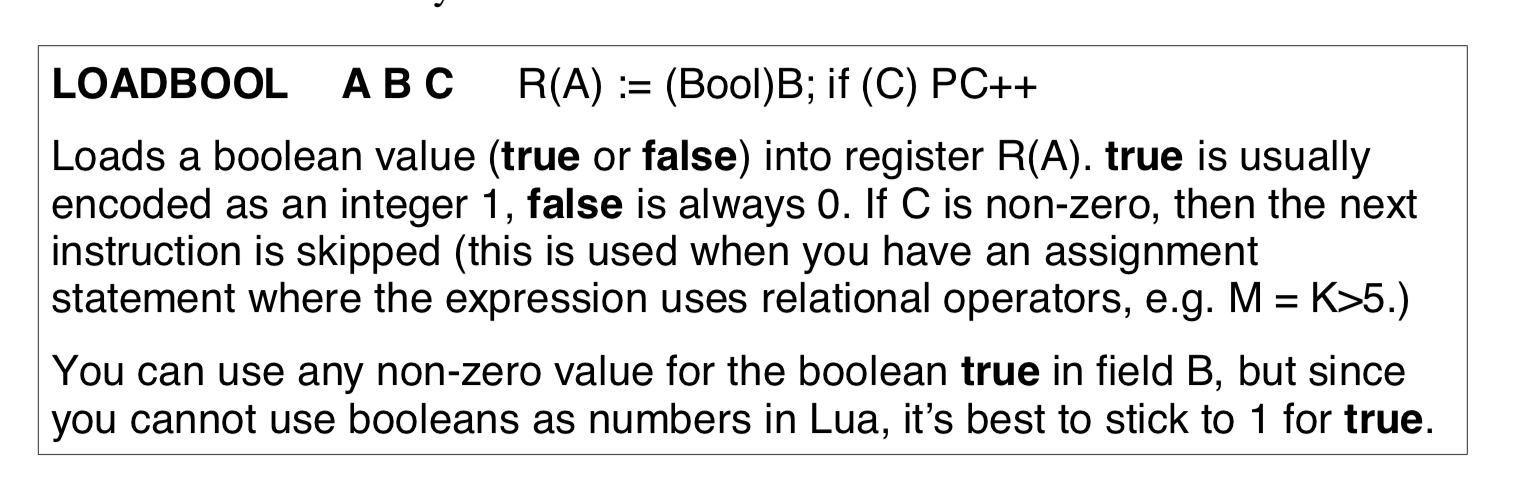 LOADBOOL A B C R(A) := (Bool)B; if (C) PC++
Loads a boolean value (true or false) into register R(A). true is usually
encoded as an integer 1, false is always 0. If C is non-zero, then the next
instruction is skipped (this is used when you have an assignment
statement where the expression uses relational operators, e.g. M = K>5.)
You can use any non-zero value for the boolean true in field B, but since
you cannot use booleans as numbers in Lua, it’s best to stick to 1 for true.